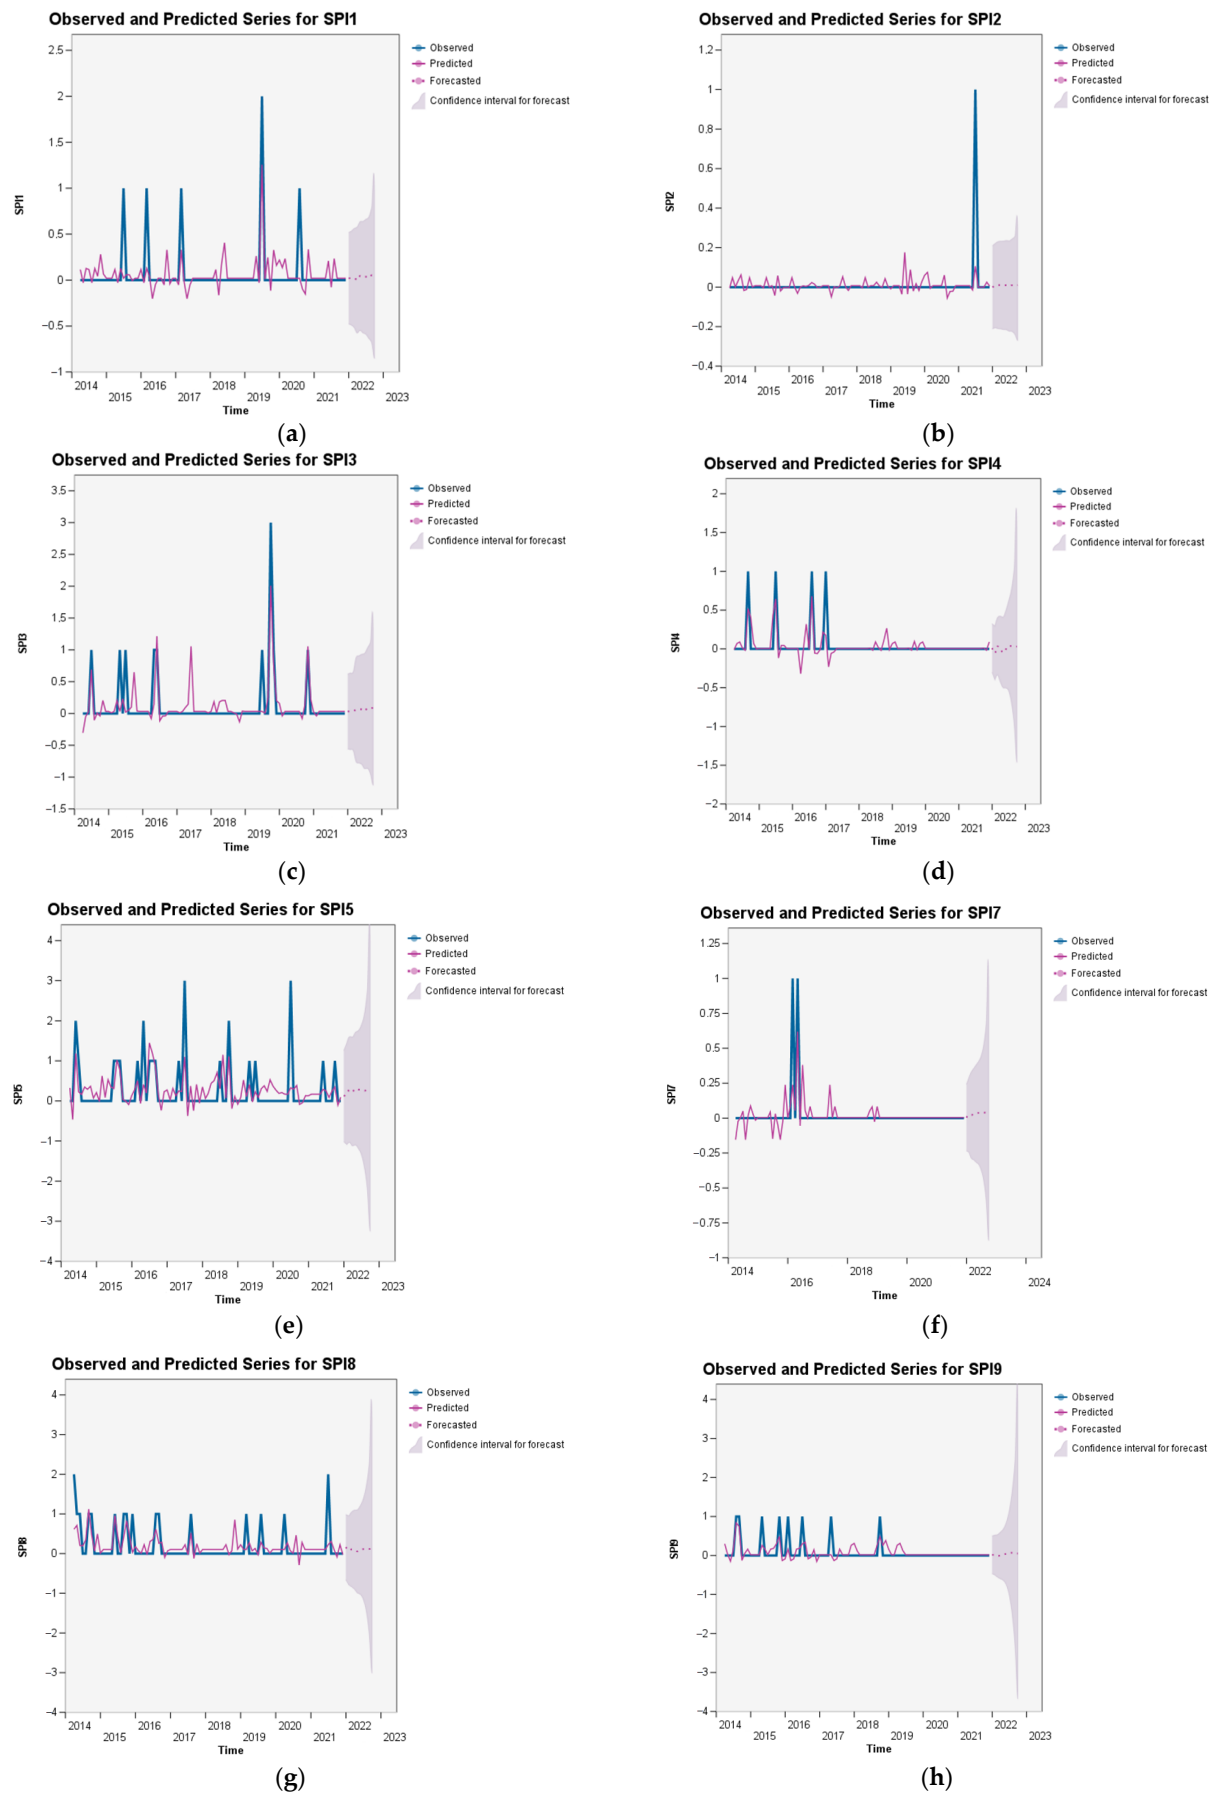 Observed and Predicted Series for SPI1
2.5
2
1.5
1
0.5
0
−0.5
−1
SPI1
2014 2016 2018 2020 2022
2015 2017 2019 2021 2023
Time
Observed
Predicted
Forecasted
Confidence interval for forecast
(a)
Observed and Predicted Series for SPI2
1.2
1
0.8
0.6
0.4
0.2
0
−0.2
−0.4
SPI2
2014 2016 2018 2020 2022
2015 2017 2019 2021 2023
Time
Observed
Predicted
Forecasted
Confidence interval for forecast
(b)
Observed and Predicted Series for SPI3
3.5
3
2.5
2
1.5
1
0.5
0
−0.5
−1
−1.5
SPI3
2014 2016 2018 2020 2022
2015 2017 2019 2021 2023
Time
Observed
Predicted
Forecasted
Confidence interval for forecast
(c)
Observed and Predicted Series for SPI4
2
1.5
1
0.5
0
−0.5
−1
−1.5
−2
SPI4
2014 2016 2018 2020 2022
2015 2017 2019 2021 2023
Time
Observed
Predicted
Forecasted
Confidence interval for forecast
(d)
Observed and Predicted Series for SPI5
4
3
2
1
0
−1
−2
−3
−4
SPI5
2014 2016 2018 2020 2022
2015 2017 2019 2021 2023
Time
Observed
Predicted
Forecasted
Confidence interval for forecast
(e)
Observed and Predicted Series for SPI7
1.25
1
0.75
0.5
0.25
0
−0.25
−0.5
−0.75
−1
SPI7
2014 2018 2022
2016 2020 2024
Time
Observed
Predicted
Forecasted
Confidence interval for forecast
(f)
Observed and Predicted Series for SPI8
4
3
2
1
0
−1
−2
−3
−4
SPI8
2014 2016 2018 2020 2022
2015 2017 2019 2021 2023
Time
Observed
Predicted
Forecasted
Confidence interval for forecast
(g)
Observed and Predicted Series for SPI9
4
3
2
1
0
−1
−2
−3
−4
SPI9
2014 2016 2018 2020 2022
2015 2017 2019 2021 2023
Time
Observed
Predicted
Forecasted
Confidence interval for forecast
(h)